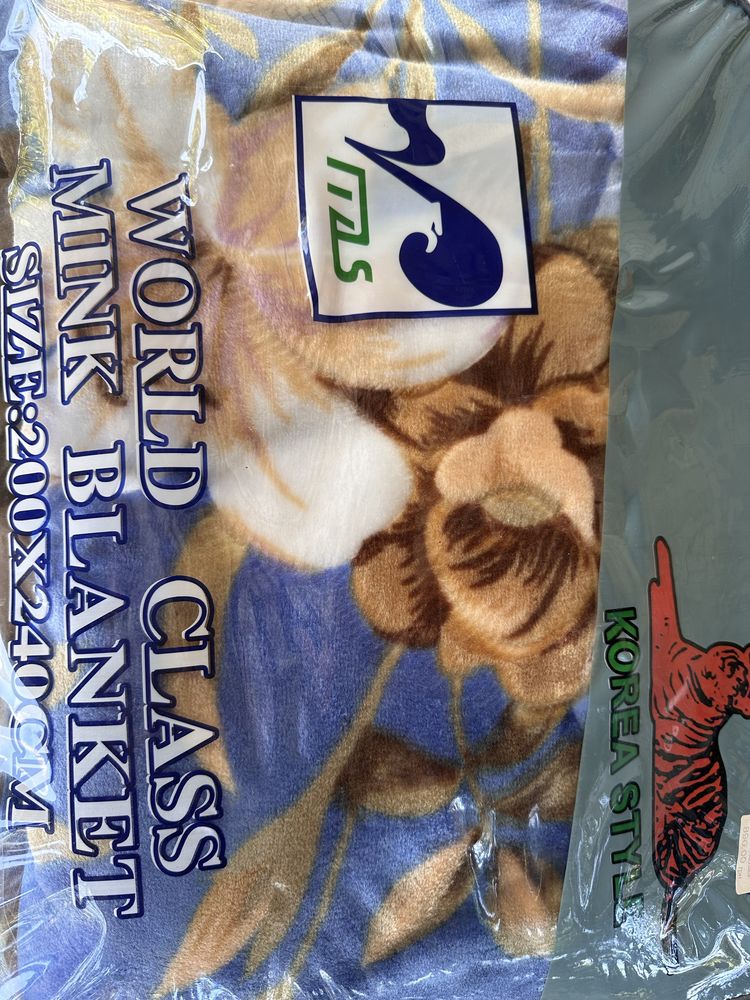 KOREA STYLE
WORLD CLASS
MINK BLANKET
SIZE:200X240CM